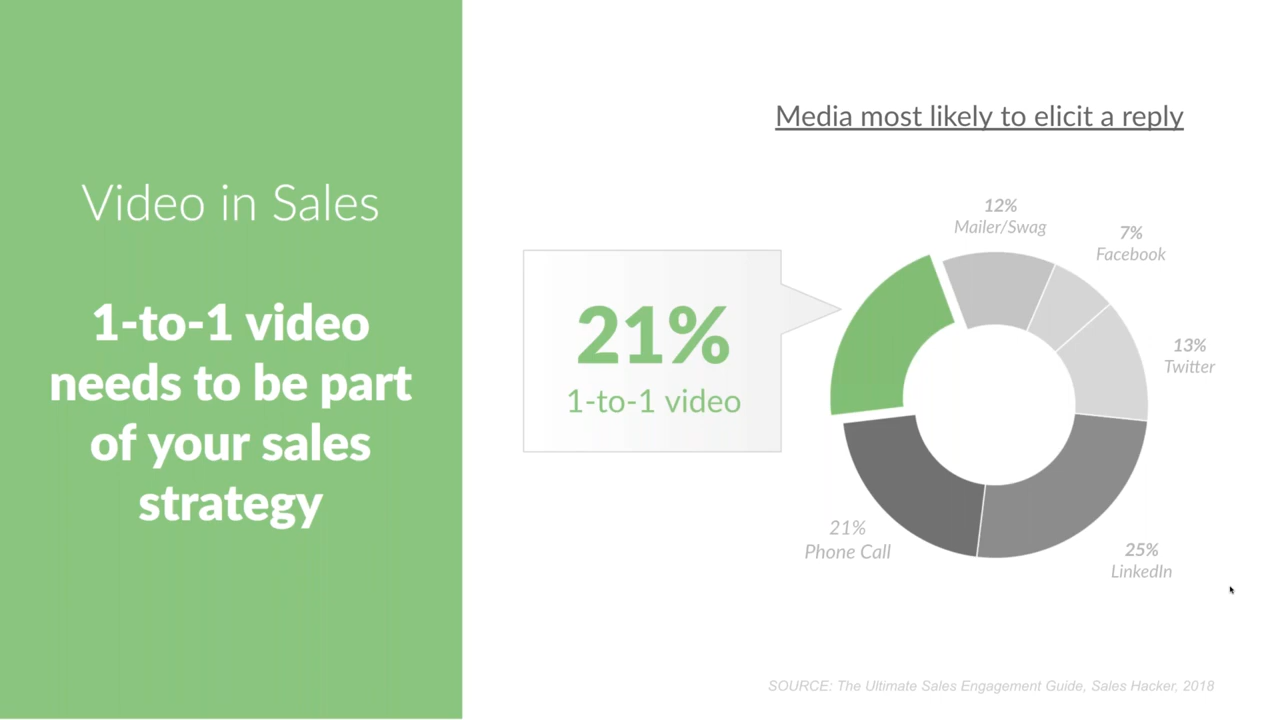 Video in Sales
1-to-1 video
needs to be part
of your sales
strategy
Media most likely to elicit a reply
12%
Mailer/Swag
7%
Facebook
13%
Twitter
21%
1-to-1 video
21%
Phone Call
25%
LinkedIn
SOURCE: The Ultimate Sales Engagement Guide, Sales Hacker, 2018